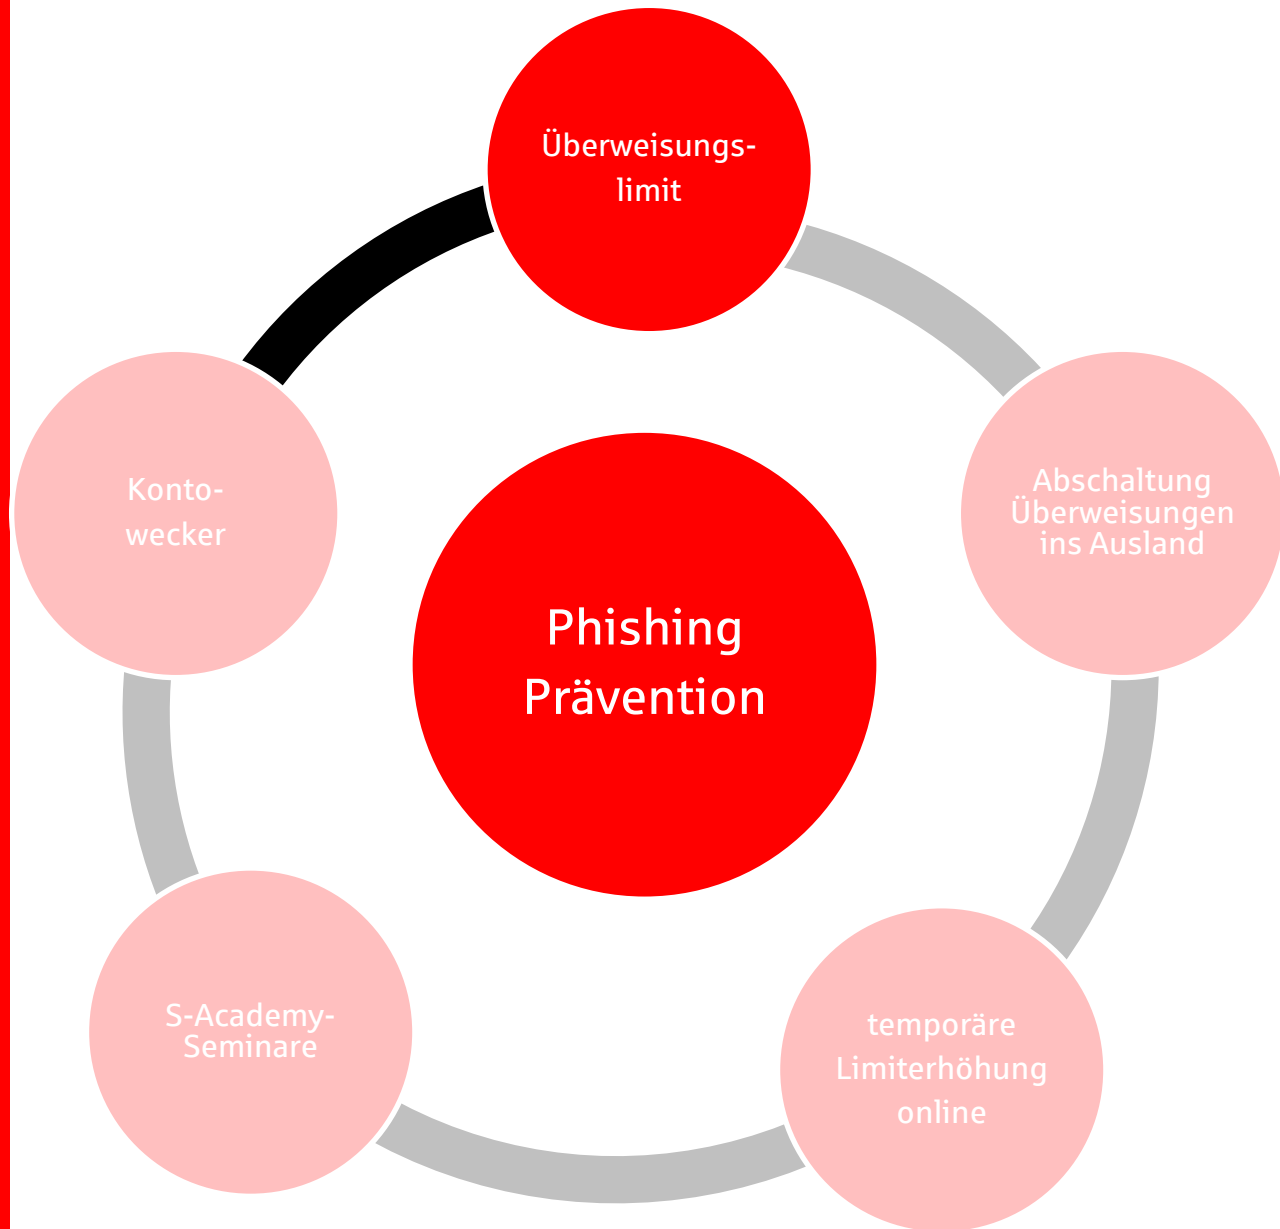 Überweisungs-
limit
Abschaltung
Überweisungen
ins Ausland
Konto-
wecker
Phishing
Prävention
S-Academy-
Seminare
temporäre
Limiterhöhung
online